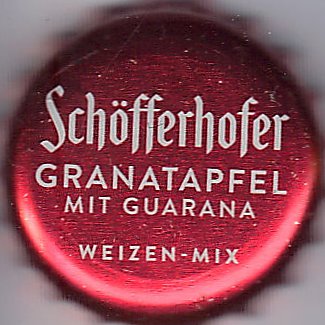 Schöfferhofer
GRANATAPFEL
MIT GUARANA
WEIZEN-MIX